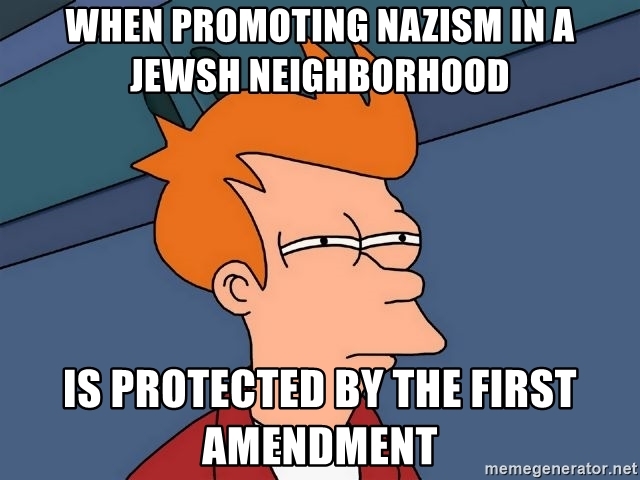 WHEN PROMOTING NAZISM IN A
JEWSH NEIGHBORHOOD
IS PROTECTED BY THE FIRST
AMENDMENT
memegenerator.net